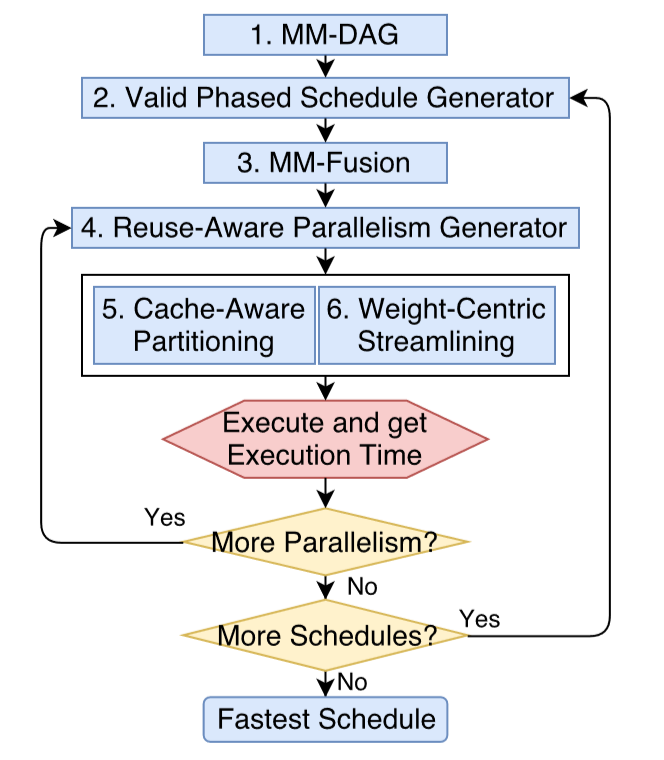 1. MM-DAG
2. Valid Phased Schedule Generator
3. MM-Fusion
4. Reuse-Aware Parallelism Generator
5. Cache-Aware
Partitioning
6. Weight-Centric
Streamlining
Execute and get
Execution Time
Yes
More Parallelism?
No
More Schedules?
Yes
No
Fastest Schedule